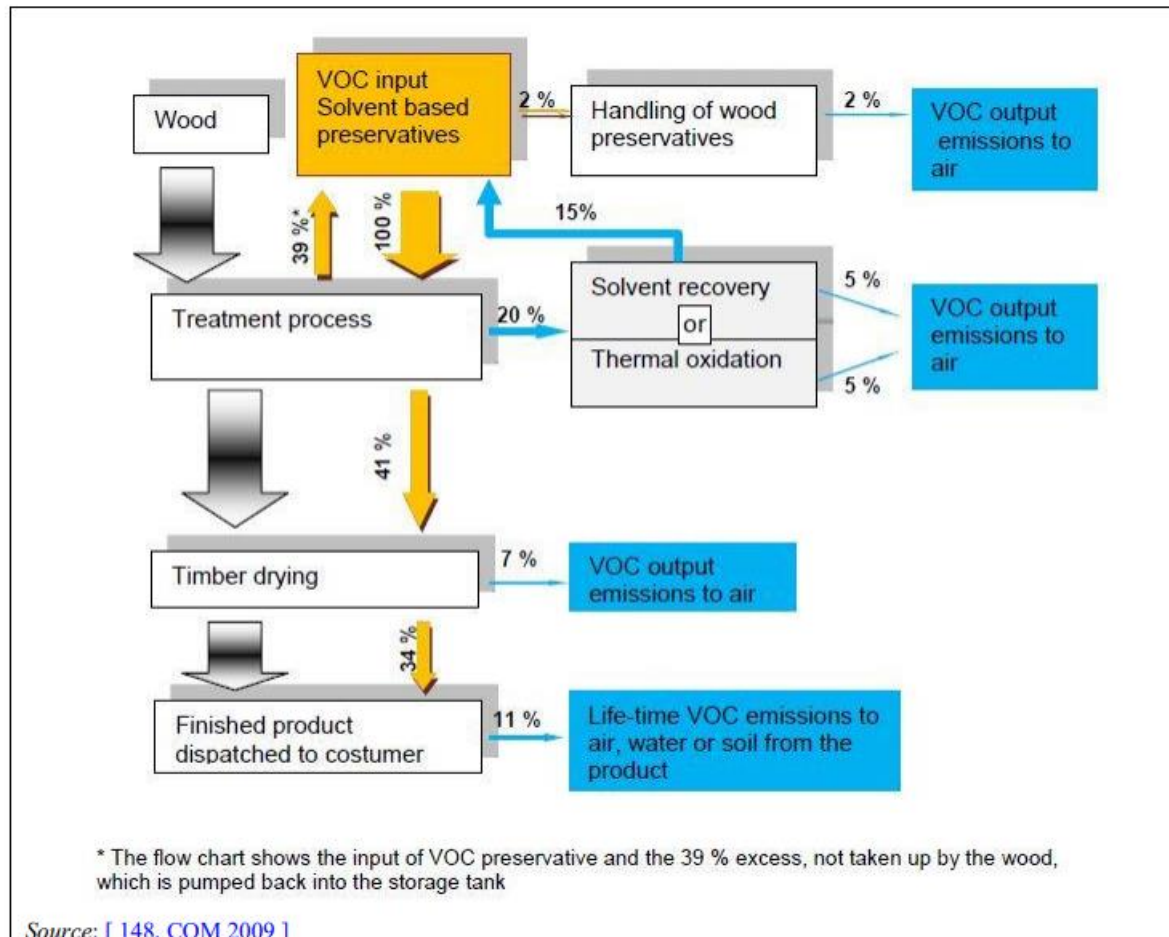 VOC input
Solvent based
preservatives
Wood
2 %
Handling of wood
preservatives
2 %
VOC output
emissions to
air
39 %*
100 %
15%
Treatment process
20 %
Solvent recovery
or
Thermal oxidation
5 %
5 %
VOC output
emissions to
air
41 %
Timber drying
7 %
VOC output
emissions to air
34 %
Finished product
dispatched to costumer
11 %
Life-time VOC emissions to
air, water or soil from the
product
* The flow chart shows the input of VOC preservative and the 39 % excess, not taken up by the wood,
which is pumped back into the storage tank
Source: [ 148, COM 2009 ]